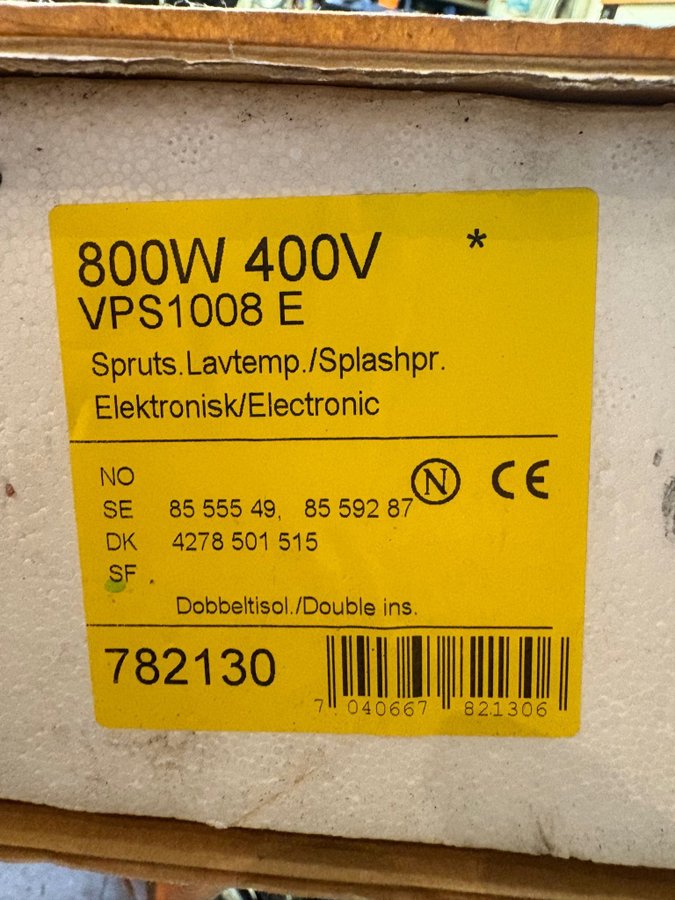 800W 400V *
VPS1008 E
Spruts.Lavtemp./Splashpr.
Elektronisk/Electronic
NO N CE
SE 85 555 49, 85 592 87
DK 4278 501 515
SF .
Dobbeltisol./Double ins.
782130
7 040667 821306